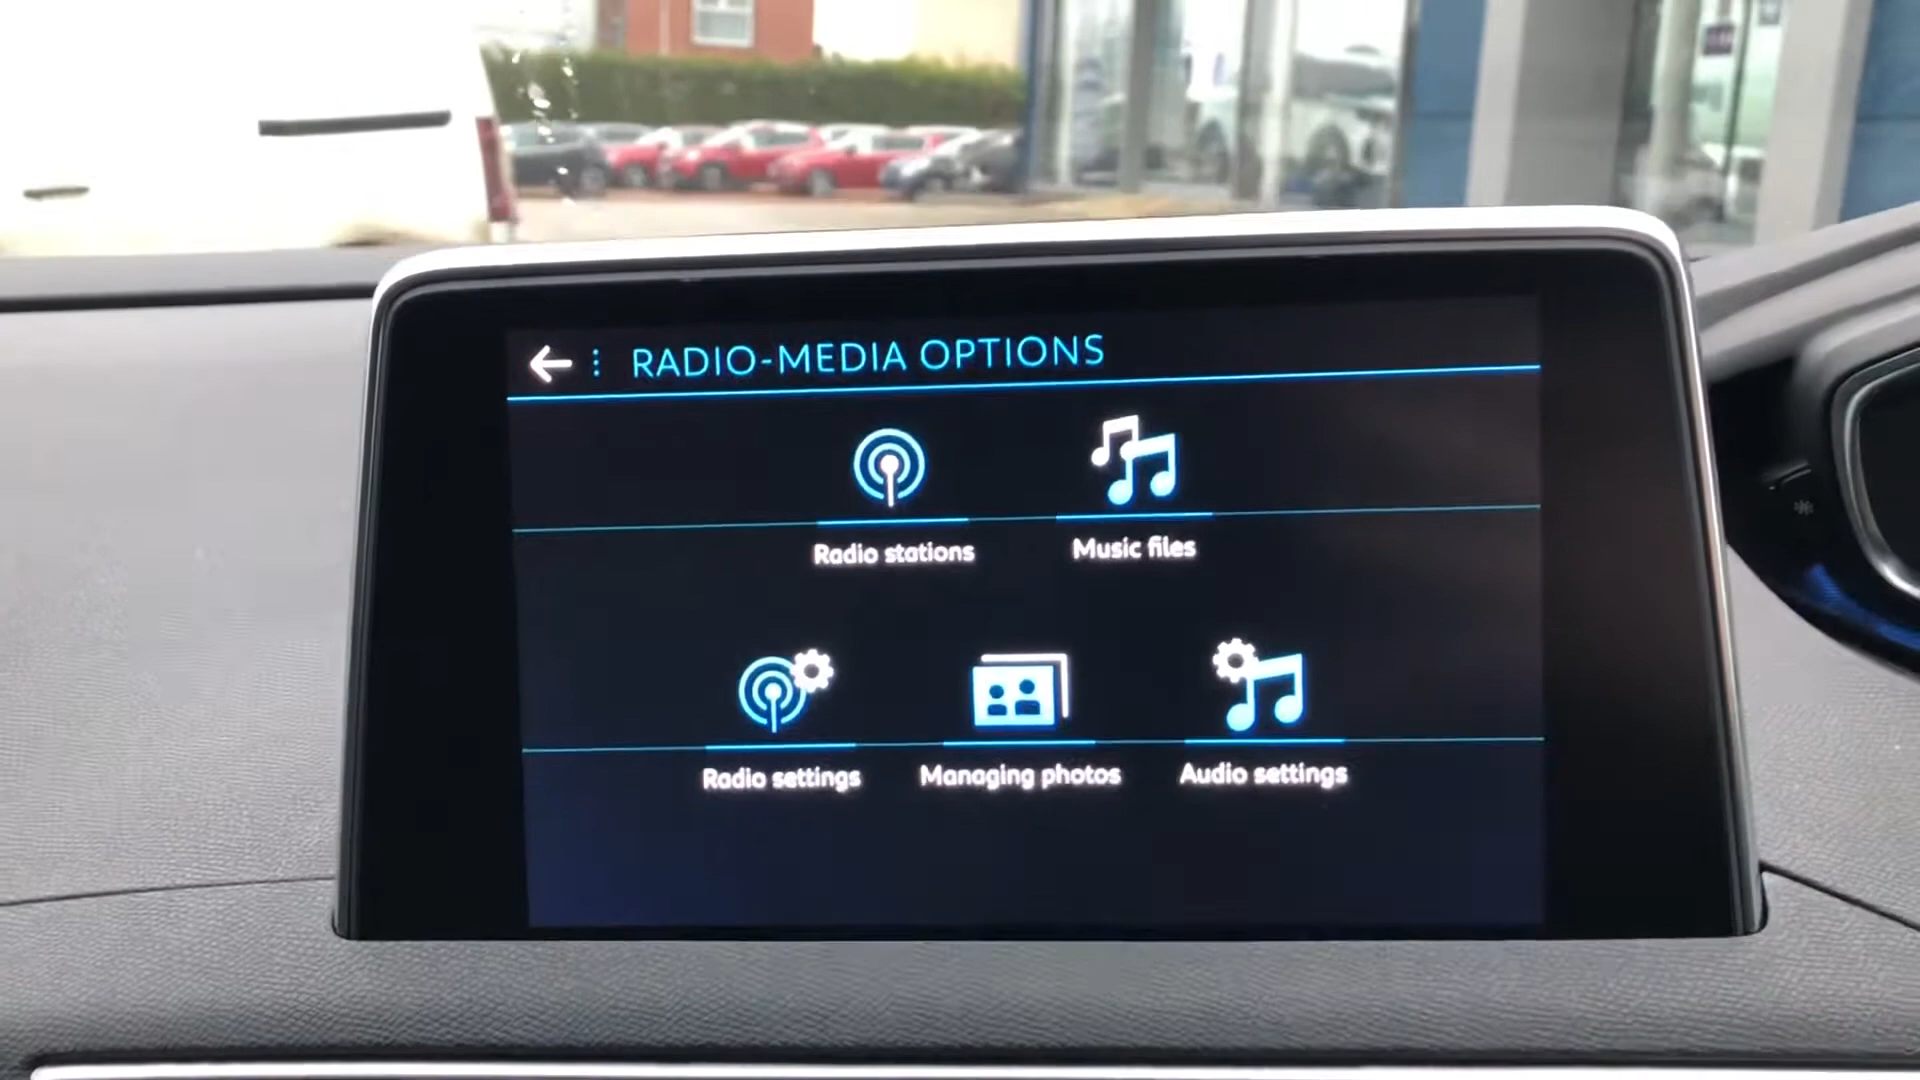 RADIO-MEDIA OPTIONS
Radio stations
Music files
Radio settings
Managing photos
Audio settings